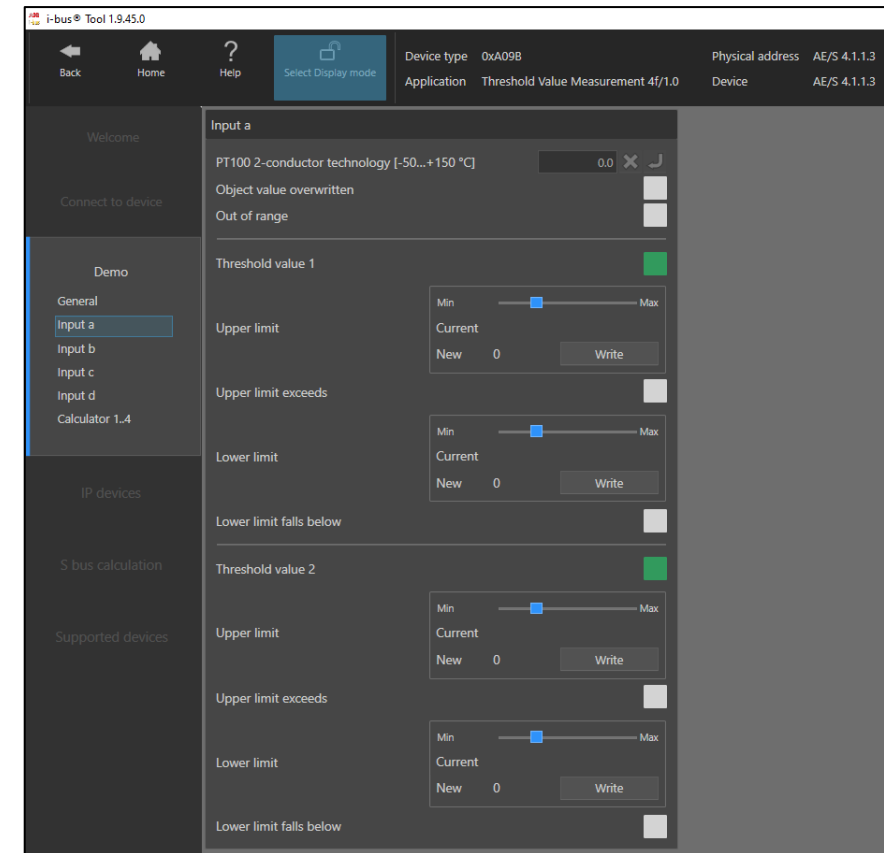 i-bus® Tool 1.9.45.0
Back
Home
?
Help
Select Display mode
Device type 0xA09B
Application Threshold Value Measurement 4f/1.0
Physical address AE/S 4.1.1.3
Device AE/S 4.1.1.3
Welcome
Connect to device
Demo
General
Input a
Input b
Input c
Input d
Calculator 1..4
IP devices
S bus calculation
Supported devices
Input a
PT100 2-conductor technology [-50...+150 °C] 0.0
Object value overwritten
Out of range
Threshold value 1
Min Max
Upper limit Current
New 0 Write
Upper limit exceeds
Min Max
Lower limit Current
New 0 Write
Lower limit falls below
Threshold value 2
Min Max
Upper limit Current
New 0 Write
Upper limit exceeds
Min Max
Lower limit Current
New 0 Write
Lower limit falls below